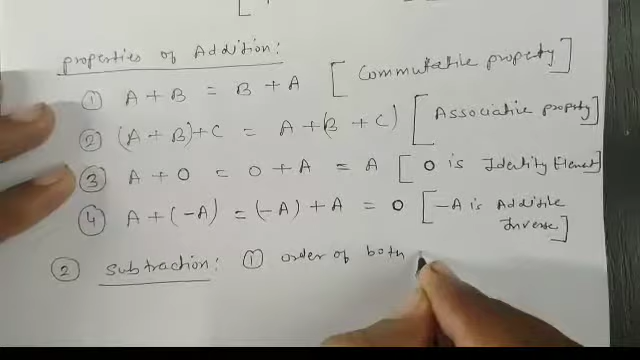 properties of Addition:
① A + B = B + A [Commutative property]
② (A + B) + C = A + (B + C) [Associative property]
③ A + 0 = 0 + A = A [0 is Identity Element]
④ A + (-A) = (-A) + A = 0 [-A is Additive
Inverse]
② subtraction: ① order of both